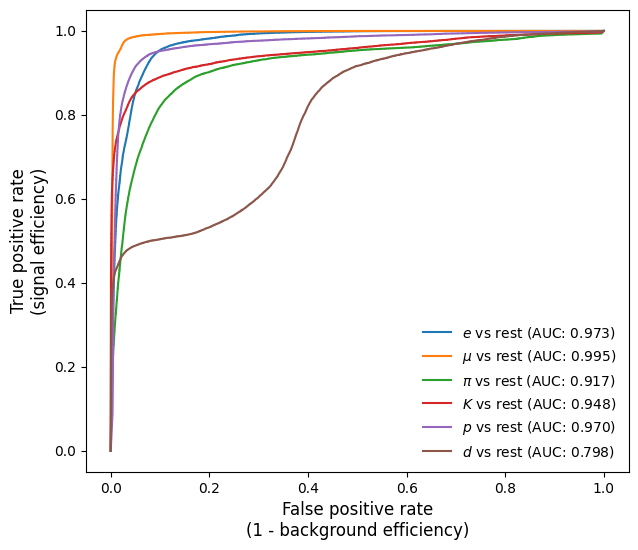 True positive rate
(signal efficiency)
1.0
0.8
0.6
0.4
0.2
0.0
e vs rest (AUC: 0.973)
μ vs rest (AUC: 0.995)
π vs rest (AUC: 0.917)
K vs rest (AUC: 0.948)
p vs rest (AUC: 0.970)
d vs rest (AUC: 0.798)
0.0 0.2 0.4 0.6 0.8 1.0
False positive rate
(1 - background efficiency)